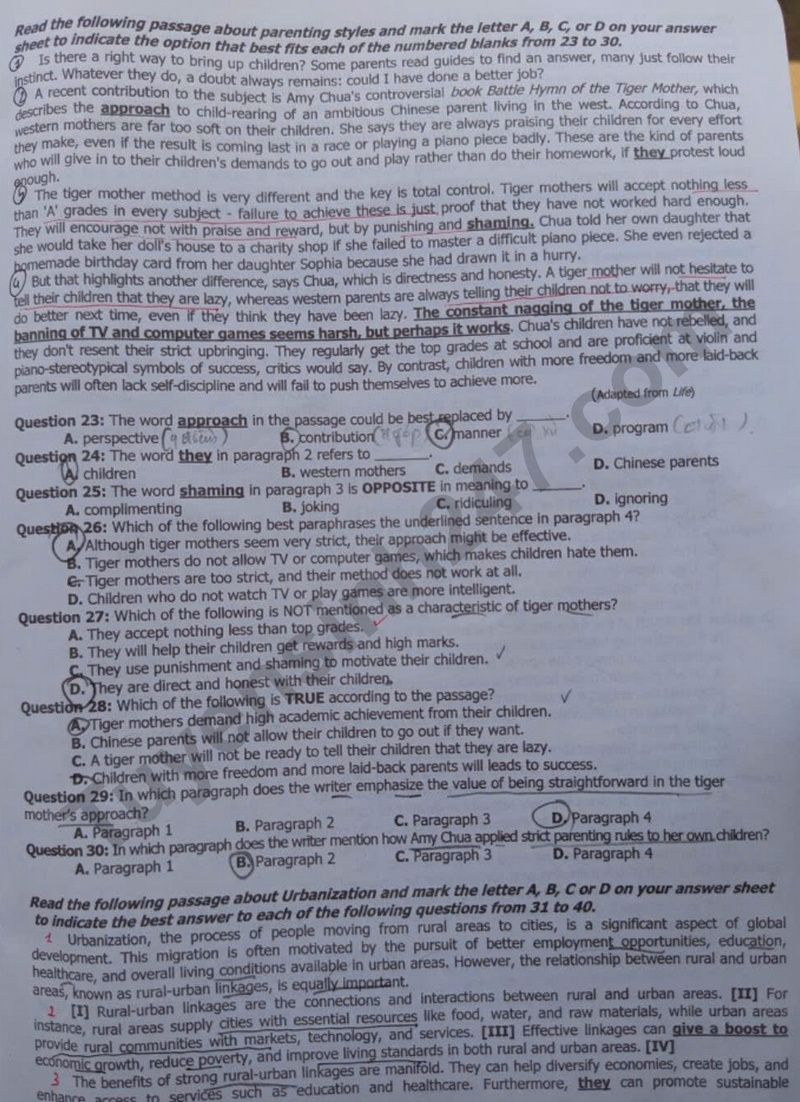 Read the following passage about parenting styles and mark the letter A, B, C, or D on your answer
sheet to indicate the option that best fits each of the numbered blanks from 23 to 30.
① Is there a right way to bring up children? Some parents read guides to find an answer, many just follow their
instinct. Whatever they do, a doubt always remains: could I have done a better job?
② A recent contribution to the subject is Amy Chua's controversial book Battle Hymn of the Tiger Mother, which
describes the approach to child-rearing of an ambitious Chinese parent living in the west. According to Chua,
western mothers are far too soft on their children. She says they are always praising their children for every effort
they make, even if the result is coming last in a race or playing a piano piece badly. These are the kind of parents
who will give in to their children's demands to go out and play rather than do their homework, if they protest loud
enough.
The tiger mother method is very different and the key is total control. Tiger mothers will accept nothing less
than 'A' grades in every subject - failure to achieve these is just proof that they have not worked hard enough.
They will encourage not with praise and reward, but by punishing and shaming. Chua told her own daughter that
she would take her doll's house to a charity shop if she failed to master a difficult piano piece. She even rejected a
homemade birthday card from her daughter Sophia because she had drawn it in a hurry.
④ But that highlights another difference, says Chua, which is directness and honesty. A tiger mother will not hesitate to
tell their children that they are lazy, whereas western parents are always telling their children not to worry, that they will
do better next time, even if they think they have been lazy. The constant nagging of the tiger mother, the
banning of TV and computer games seems harsh, but perhaps it works. Chua's children have not rebelled, and
they don't resent their strict upbringing. They regularly get the top grades at school and are proficient at violin and
piano-stereotypical symbols of success, critics would say. By contrast, children with more freedom and more laid-back
parents will often lack self-discipline and will fail to push themselves to achieve more.
(Adapted from Life)
Question 23: The word approach in the passage could be best replaced by ______.
A. perspective B. contribution C. manner D. program
Question 24: The word they in paragraph 2 refers to ______.
A. children B. western mothers C. demands D. Chinese parents
Question 25: The word shaming in paragraph 3 is OPPOSITE in meaning to ______.
A. complimenting B. joking C. ridiculing D. ignoring
Question 26: Which of the following best paraphrases the underlined sentence in paragraph 4?
A. Although tiger mothers seem very strict, their approach might be effective.
B. Tiger mothers do not allow TV or computer games, which makes children hate them.
C. Tiger mothers are too strict, and their method does not work at all.
D. Children who do not watch TV or play games are more intelligent.
Question 27: Which of the following is NOT mentioned as a characteristic of tiger mothers?
A. They accept nothing less than top grades.
B. They will help their children get rewards and high marks.
C. They use punishment and shaming to motivate their children.
D. They are direct and honest with their children.
Question 28: Which of the following is TRUE according to the passage?
A. Tiger mothers demand high academic achievement from their children.
B. Chinese parents will not allow their children to go out if they want.
C. A tiger mother will not be ready to tell their children that they are lazy.
D. Children with more freedom and more laid-back parents will leads to success.
Question 29: In which paragraph does the writer emphasize the value of being straightforward in the tiger
mother's approach?
A. Paragraph 1 B. Paragraph 2 C. Paragraph 3 D. Paragraph 4
Question 30: In which paragraph does the writer mention how Amy Chua applied strict parenting rules to her own children?
A. Paragraph 1 B. Paragraph 2 C. Paragraph 3 D. Paragraph 4
Read the following passage about Urbanization and mark the letter A, B, C or D on your answer sheet
to indicate the best answer to each of the following questions from 31 to 40.
1 Urbanization, the process of people moving from rural areas to cities, is a significant aspect of global
development. This migration is often motivated by the pursuit of better employment opportunities, education,
healthcare, and overall living conditions available in urban areas. However, the relationship between rural and urban
areas, known as rural-urban linkages, is equally important.
2 [I] Rural-urban linkages are the connections and interactions between rural and urban areas. [II] For
instance, rural areas supply cities with essential resources like food, water, and raw materials, while urban areas
provide rural communities with markets, technology, and services. [III] Effective linkages can give a boost to
economic growth, reduce poverty, and improve living standards in both rural and urban areas. [IV]
3 The benefits of strong rural-urban linkages are manifold. They can help diversify economies, create jobs, and
enhance access to services such as education and healthcare. Furthermore, they can promote sustainable